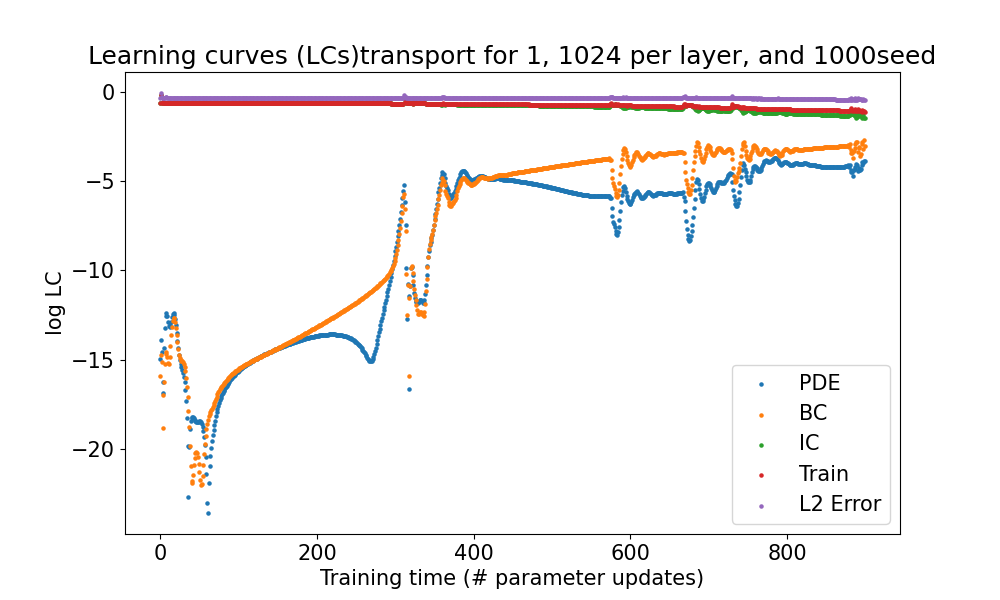 Learning curves (LCs)transport for 1, 1024 per layer, and 1000seed
log LC
0
−5
−10
−15
−20
PDE
BC
IC
Train
L2 Error
0 200 400 600 800
Training time (# parameter updates)